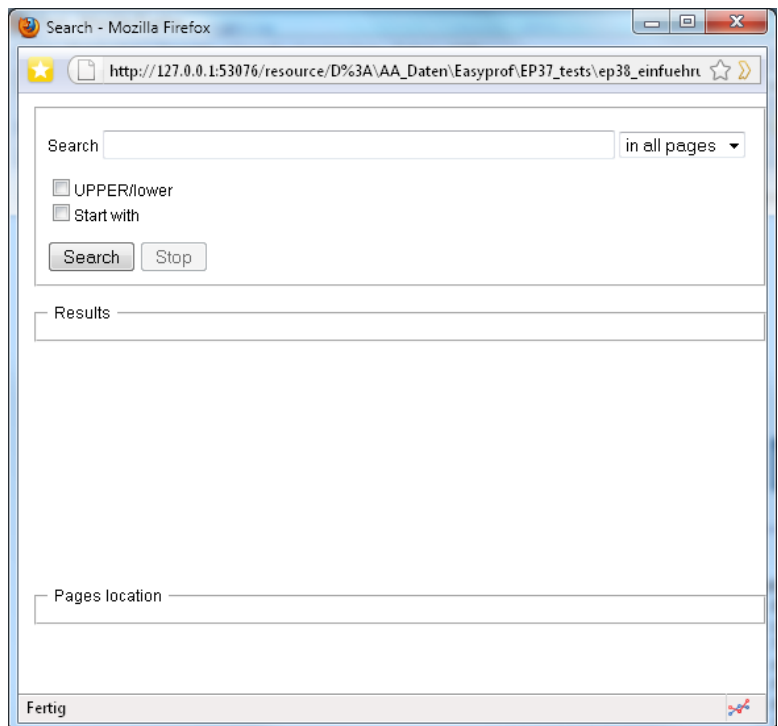 Search - Mozilla Firefox
http://127.0.0.1:53076/resource/D%3A\AA_Daten\Easyprof\EP37_tests\ep38_einfuehru
Search in all pages
UPPER/lower
Start with
Search Stop
Results
Pages location
Fertig